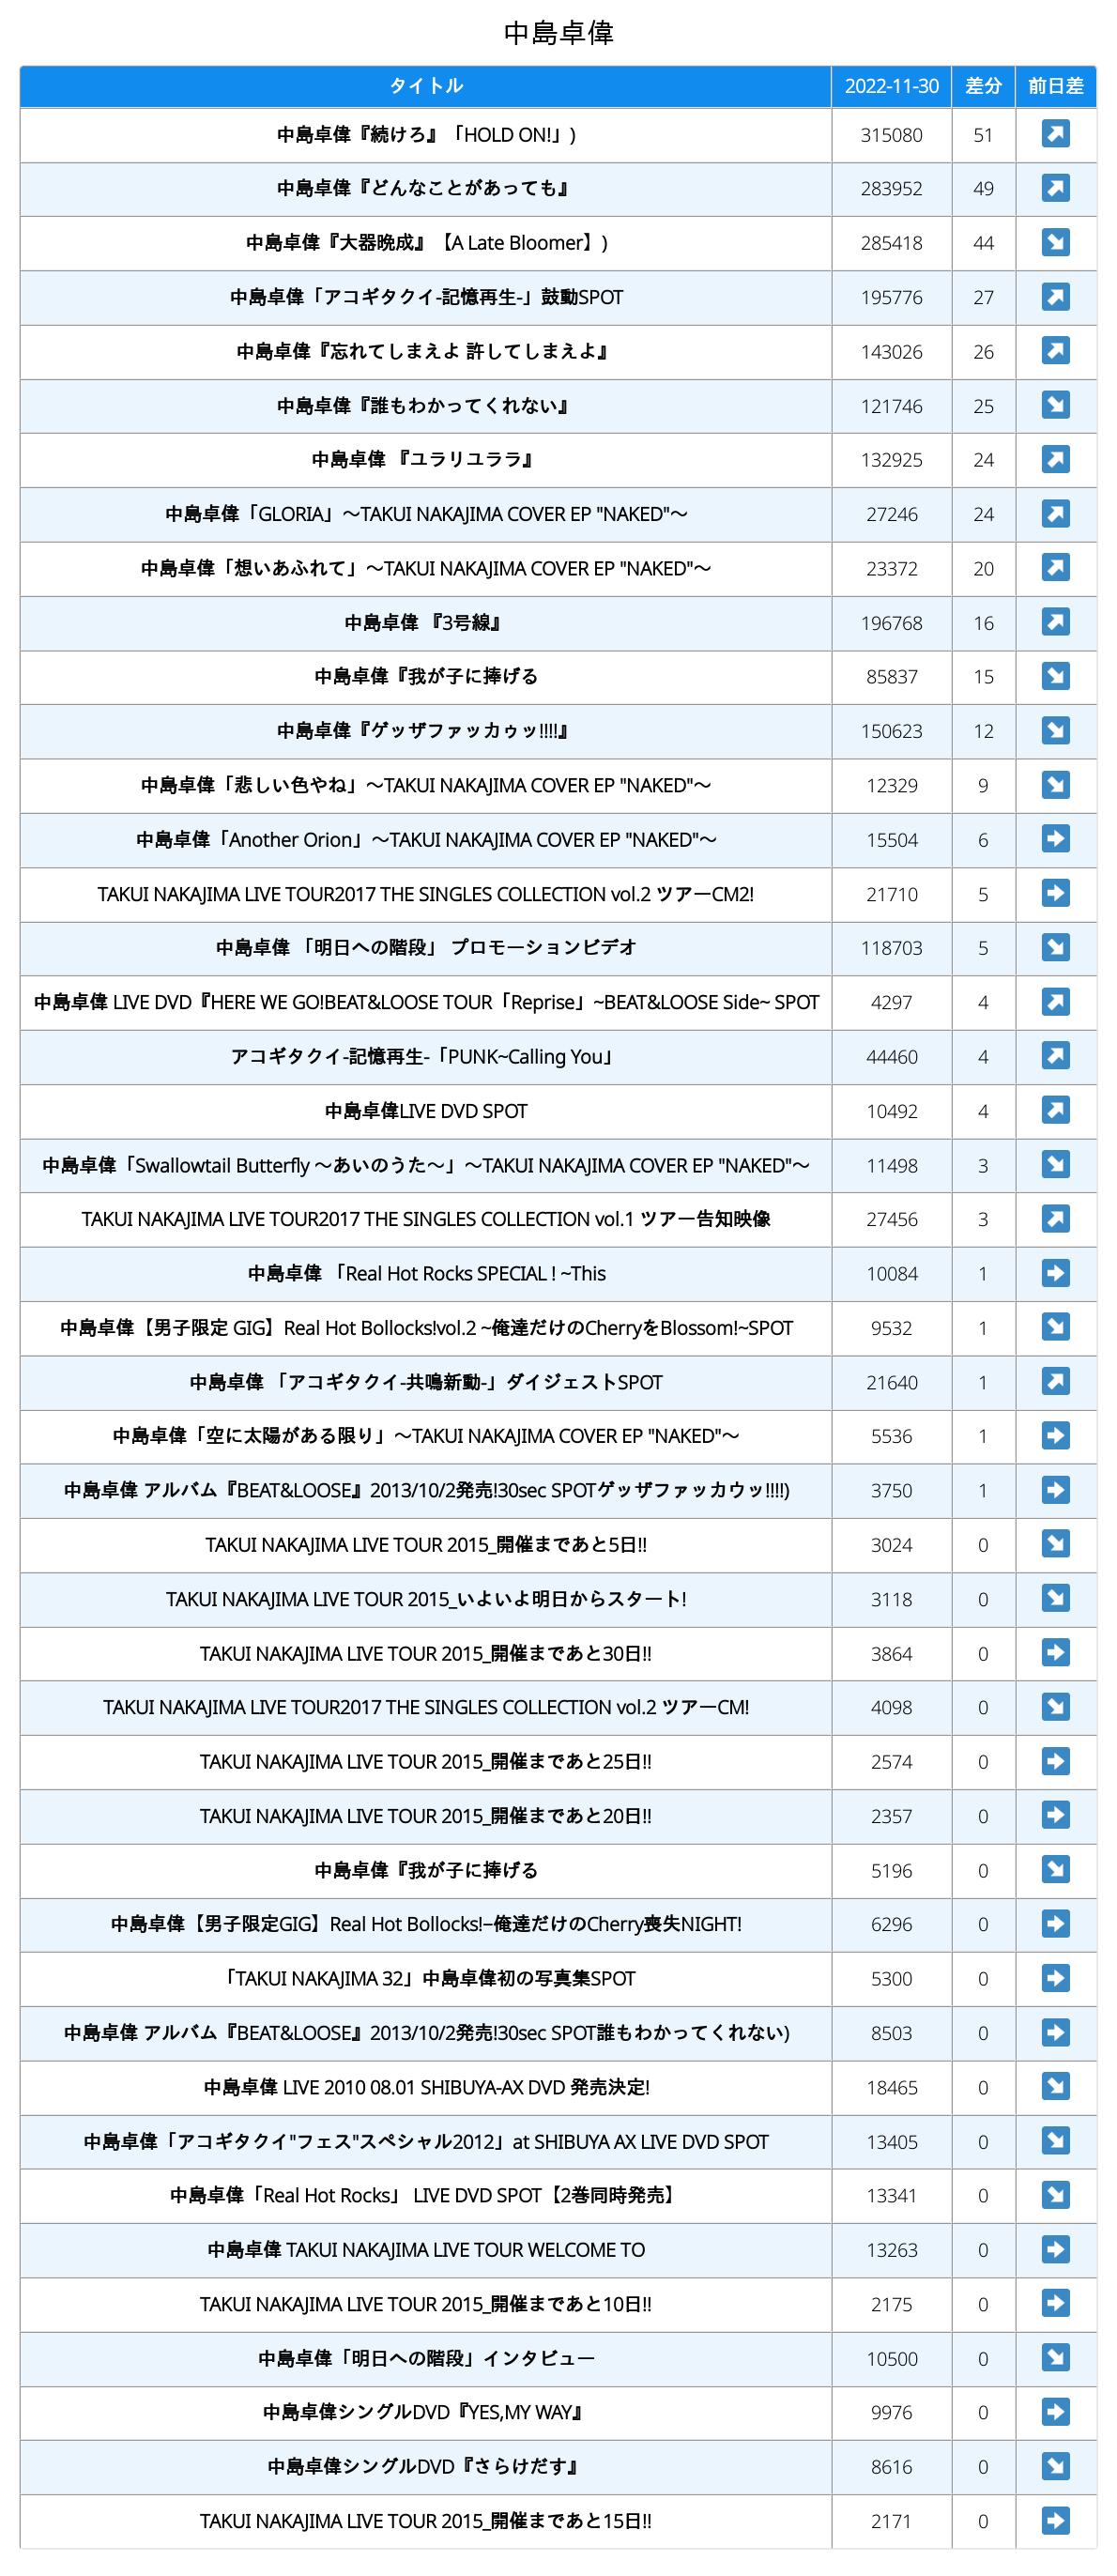 中島卓偉
タイトル 2022-11-30 差分 前日差
中島卓偉『続けろ』「HOLD ON!」) 315080 51 ↗
中島卓偉『どんなことがあっても』 283952 49 ↗
中島卓偉『大器晩成』【A Late Bloomer】) 285418 44 ↘
中島卓偉「アコギタクイ-記憶再生-」鼓動SPOT 195776 27 ↗
中島卓偉『忘れてしまえよ 許してしまえよ』 143026 26 ↗
中島卓偉『誰もわかってくれない』 121746 25 ↘
中島卓偉 『ユラリユララ』 132925 24 ↗
中島卓偉「GLORIA」〜TAKUI NAKAJIMA COVER EP "NAKED"〜 27246 24 ↗
中島卓偉「想いあふれて」〜TAKUI NAKAJIMA COVER EP "NAKED"〜 23372 20 ↗
中島卓偉 『3号線』 196768 16 ↗
中島卓偉『我が子に捧げる 85837 15 ↘
中島卓偉『ゲッザファッカゥッ!!!!』 150623 12 ↘
中島卓偉「悲しい色やね」〜TAKUI NAKAJIMA COVER EP "NAKED"〜 12329 9 ↘
中島卓偉「Another Orion」〜TAKUI NAKAJIMA COVER EP "NAKED"〜 15504 6 ➡
TAKUI NAKAJIMA LIVE TOUR2017 THE SINGLES COLLECTION vol.2 ツアーCM2! 21710 5 ➡
中島卓偉 「明日への階段」 プロモーションビデオ 118703 5 ↘
中島卓偉 LIVE DVD『HERE WE GO!BEAT&LOOSE TOUR「Reprise」~BEAT&LOOSE Side~ SPOT 4297 4 ↗
アコギタクイ-記憶再生-「PUNK~Calling You」 44460 4 ↗
中島卓偉LIVE DVD SPOT 10492 4 ↗
中島卓偉「Swallowtail Butterfly 〜あいのうた〜」〜TAKUI NAKAJIMA COVER EP "NAKED"〜 11498 3 ↘
TAKUI NAKAJIMA LIVE TOUR2017 THE SINGLES COLLECTION vol.1 ツアー告知映像 27456 3 ↗
中島卓偉 「Real Hot Rocks SPECIAL ! ~This 10084 1 ➡
中島卓偉【男子限定 GIG】Real Hot Bollocks!vol.2 ~俺達だけのCherryをBlossom!~SPOT 9532 1 ↘
中島卓偉 「アコギタクイ-共鳴新動-」ダイジェストSPOT 21640 1 ↗
中島卓偉「空に太陽がある限り」〜TAKUI NAKAJIMA COVER EP "NAKED"〜 5536 1 ➡
中島卓偉 アルバム『BEAT&LOOSE』2013/10/2発売!30sec SPOTゲッザファッカウッ!!!!) 3750 1 ➡
TAKUI NAKAJIMA LIVE TOUR 2015_開催まであと5日!! 3024 0 ↘
TAKUI NAKAJIMA LIVE TOUR 2015_いよいよ明日からスタート! 3118 0 ↘
TAKUI NAKAJIMA LIVE TOUR 2015_開催まであと30日!! 3864 0 ➡
TAKUI NAKAJIMA LIVE TOUR2017 THE SINGLES COLLECTION vol.2 ツアーCM! 4098 0 ↘
TAKUI NAKAJIMA LIVE TOUR 2015_開催まであと25日!! 2574 0 ➡
TAKUI NAKAJIMA LIVE TOUR 2015_開催まであと20日!! 2357 0 ➡
中島卓偉『我が子に捧げる 5196 0 ↘
中島卓偉【男子限定GIG】Real Hot Bollocks!−俺達だけのCherry喪失NIGHT! 6296 0 ➡
「TAKUI NAKAJIMA 32」中島卓偉初の写真集SPOT 5300 0 ➡
中島卓偉 アルバム『BEAT&LOOSE』2013/10/2発売!30sec SPOT誰もわかってくれない) 8503 0 ➡
中島卓偉 LIVE 2010 08.01 SHIBUYA-AX DVD 発売決定! 18465 0 ↘
中島卓偉「アコギタクイ"フェス"スペシャル2012」at SHIBUYA AX LIVE DVD SPOT 13405 0 ↘
中島卓偉「Real Hot Rocks」 LIVE DVD SPOT【2巻同時発売】 13341 0 ↘
中島卓偉 TAKUI NAKAJIMA LIVE TOUR WELCOME TO 13263 0 ➡
TAKUI NAKAJIMA LIVE TOUR 2015_開催まであと10日!! 2175 0 ➡
中島卓偉「明日への階段」インタビュー 10500 0 ↘
中島卓偉シングルDVD『YES,MY WAY』 9976 0 ➡
中島卓偉シングルDVD『さらけだす』 8616 0 ↘
TAKUI NAKAJIMA LIVE TOUR 2015_開催まであと15日!! 2171 0 ➡